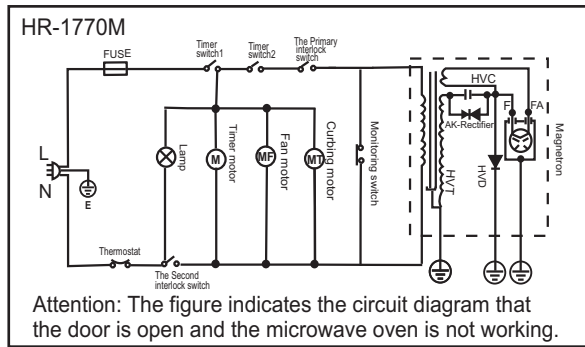 HR-1770M
FUSE
Timer
switch1
Timer
switch2
The Primary
interlock
switch
HVC
F
FA
AK-Rectifier
Magnetron
HVD
HVT
Monitoring switch
Curbing motor
MT
Fan motor
MF
Timer motor
M
Lamp
L
N
E
Thermostat
The Second
interlock switch
Attention: The figure indicates the circuit diagram that
the door is open and the microwave oven is not working.